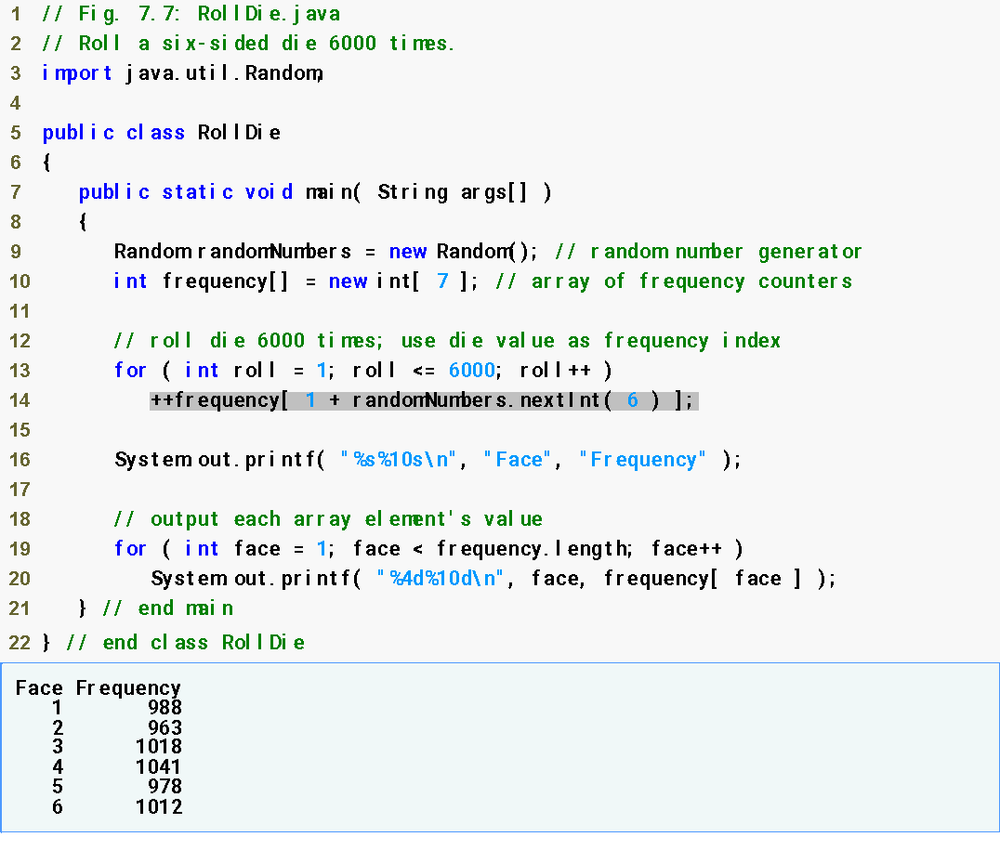 1 // Fig. 7.7: RollDie.java
2 // Roll a six-sided die 6000 times.
3 import java.util.Random;
4
5 public class RollDie
6 {
7 public static void main( String args[] )
8 {
9 Random randomNumbers = new Random(); // random number generator
10 int frequency[] = new int[ 7 ]; // array of frequency counters
11
12 // roll die 6000 times; use die value as frequency index
13 for ( int roll = 1; roll <= 6000; roll++ )
14 ++frequency[ 1 + randomNumbers.nextInt( 6 ) ];
15
16 System.out.printf( "%s%10s\n", "Face", "Frequency" );
17
18 // output each array element's value
19 for ( int face = 1; face < frequency.length; face++ )
20 System.out.printf( "%4d%10d\n", face, frequency[ face ] );
21 } // end main
22 } // end class RollDie
Face Frequency
1 988
2 963
3 1018
4 1041
5 978
6 1012